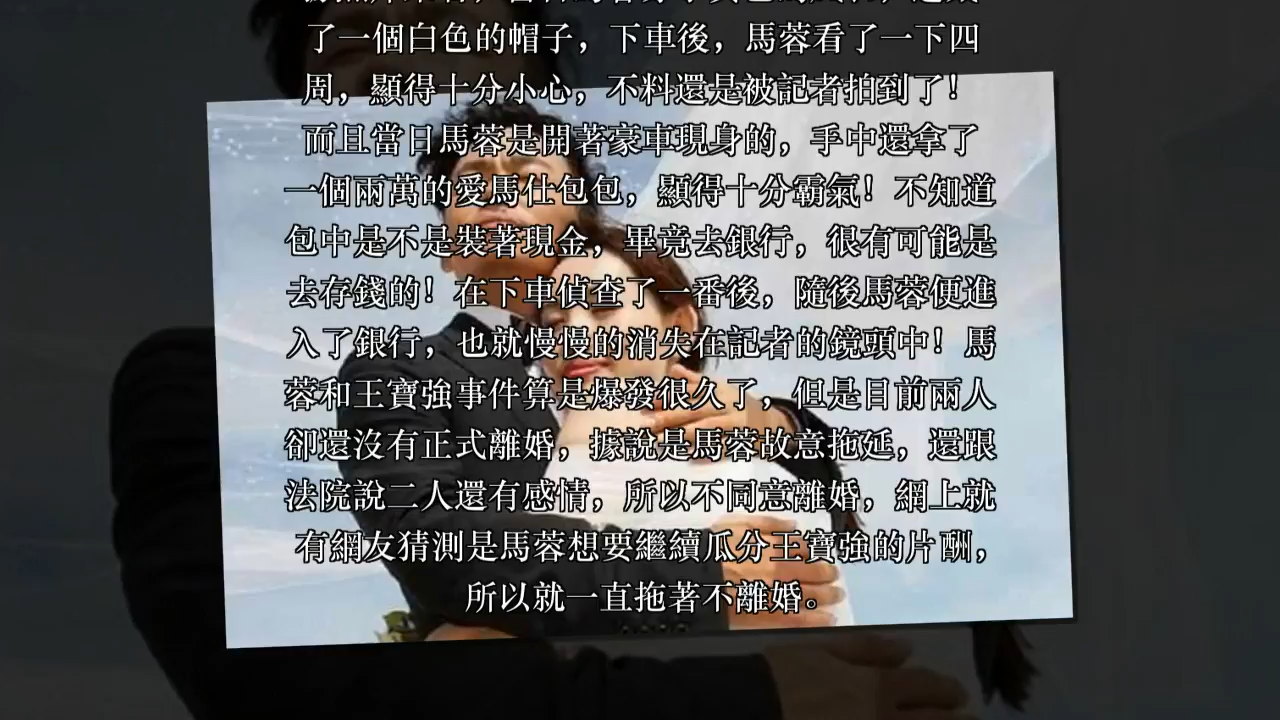 了一個白色的帽子，下車後，馬蓉看了一下四
周，顯得十分小心，不料還是被記者拍到了！
而且當日馬蓉是開著豪車現身的，手中還拿了
一個兩萬的愛馬仕包包，顯得十分霸氣！不知道
包中是不是裝著現金，畢竟去銀行，很有可能是
去存錢的！在下車偵查了一番後，隨後馬蓉便進
入了銀行，也就慢慢的消失在記者的鏡頭中！馬
蓉和王寶強事件算是爆發很久了，但是目前兩人
卻還沒有正式離婚，據說是馬蓉故意拖延，還跟
法院說二人還有感情，所以不同意離婚，網上就
有網友猜測是馬蓉想要繼續瓜分王寶強的片酬，
所以就一直拖著不離婚。